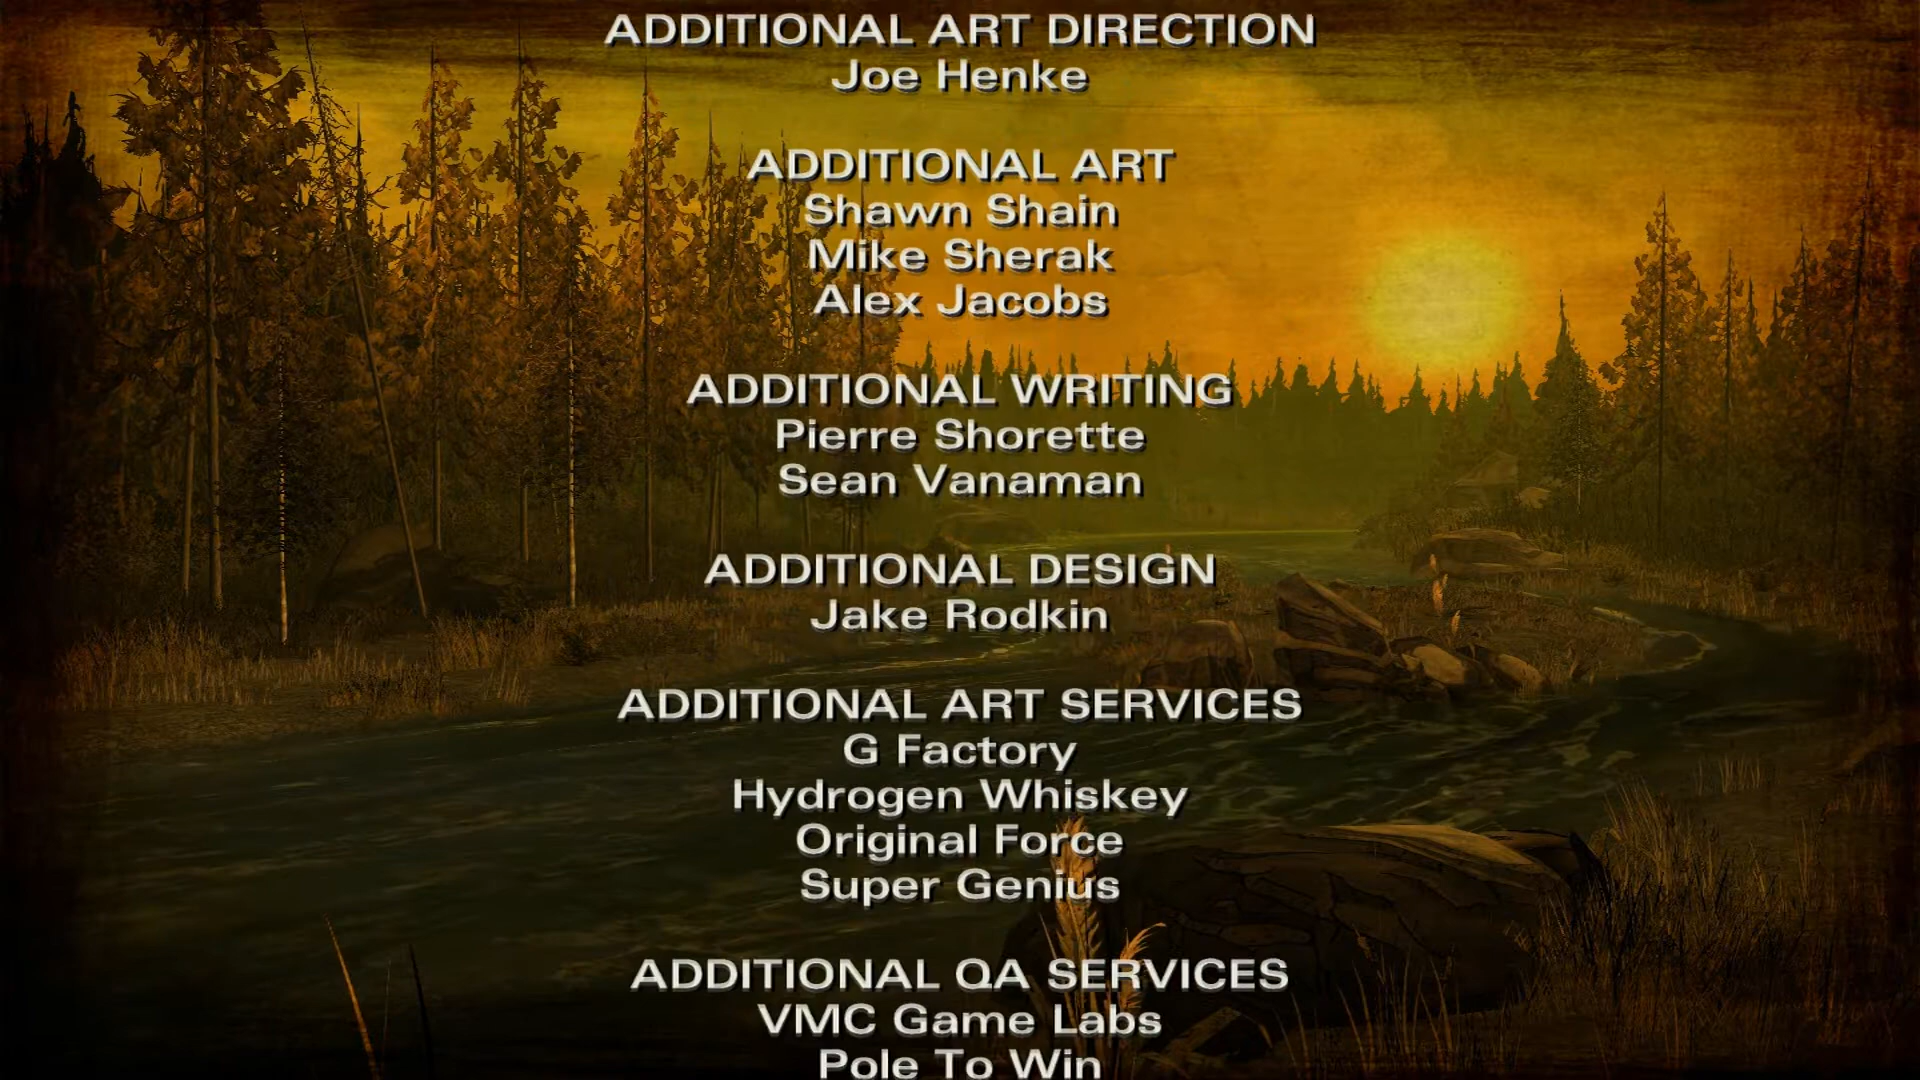 ADDITIONAL ART DIRECTION
Joe Henke
ADDITIONAL ART
Shawn Shain
Mike Sherak
Alex Jacobs
ADDITIONAL WRITING
Pierre Shorette
Sean Vanaman
ADDITIONAL DESIGN
Jake Rodkin
ADDITIONAL ART SERVICES
G Factory
Hydrogen Whiskey
Original Force
Super Genius
ADDITIONAL QA SERVICES
VMC Game Labs
Pole To Win